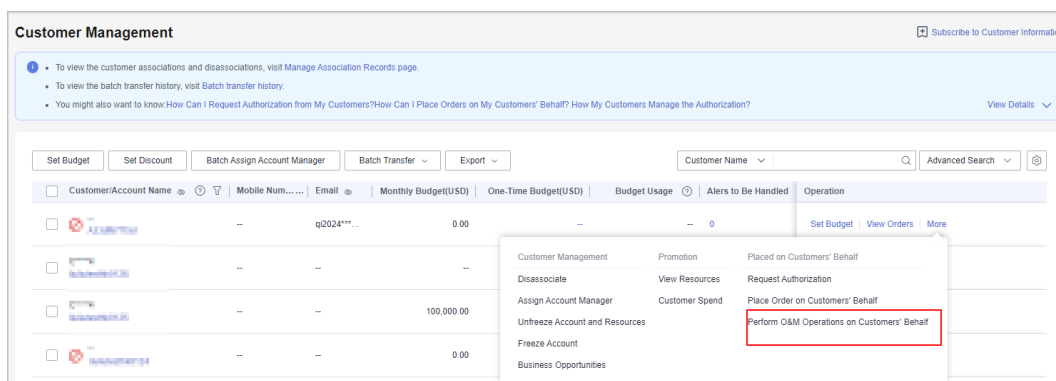 Customer Management
Subscribe to Customer Informati
To view the customer associations and disassociations, visit Manage Association Records page.
To view the batch transfer history, visit Batch transfer history.
You might also want to know:How Can I Request Authorization from My Customers?How Can I Place Orders on My Customers' Behalf? How My Customers Manage the Authorization?
View Details
Set Budget Set Discount Batch Assign Account Manager Batch Transfer Export Customer Name Advanced Search
Customer/Account Name Mobile Num... ... Email Monthly Budget(USD) One-Time Budget(USD) Budget Usage Alers to Be Handled Operation
-- qi2024***... 0.00 -- -- 0 Set Budget View Orders More
Customer Management Promotion Placed on Customers' Behalf
-- -- --
Disassociate View Resources Request Authorization
Assign Account Manager Customer Spend Place Order on Customers' Behalf
-- -- 100,000.00
Unfreeze Account and Resources Perform O&M Operations on Customers' Behalf
Freeze Account
-- -- 0.00
Business Opportunities